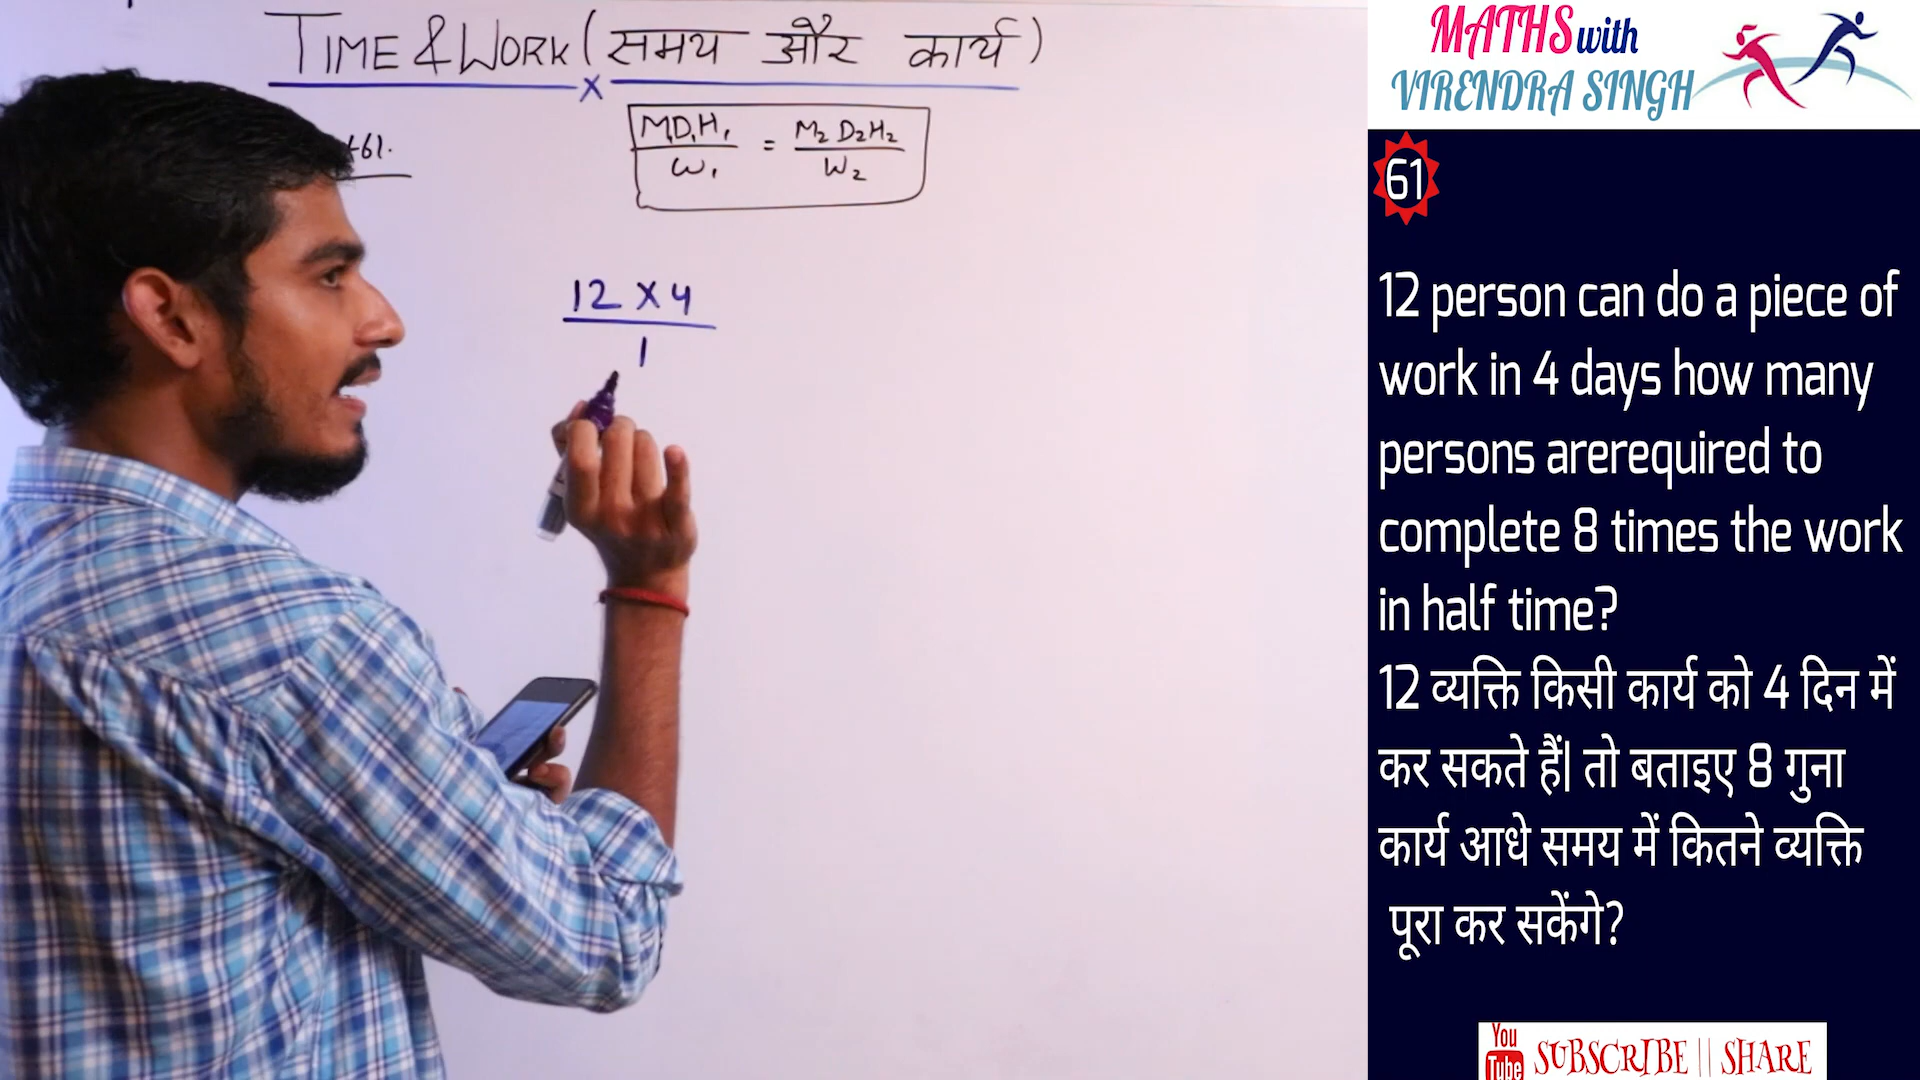 TIME & WORK (समय और कार्य)
x
61.
M₁D₁H₁ / W₁ = M₂D₂H₂ / W₂
12 x 4
1
MATHS with
VIRENDRA SINGH
61
12 person can do a piece of
work in 4 days how many
persons arerequired to
complete 8 times the work
in half time?
12 व्यक्ति किसी कार्य को 4 दिन में
कर सकते हैं| तो बताइए 8 गुना
कार्य आधे समय में कितने व्यक्ति
पूरा कर सकेंगे?
You
Tube
SUBSCRIBE || SHARE